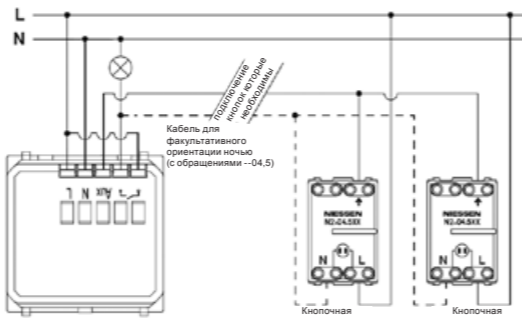 L
N
подключение
кнолок которые
необходимы
Кабель для
факультативного
ориентации ночью
(с обращениями --04,5)
L
N
AUX
NIESSEN
N2-04.5XX
N L
NIESSEN
N2-04.5XX
N L
Кнопочная
Кнопочная